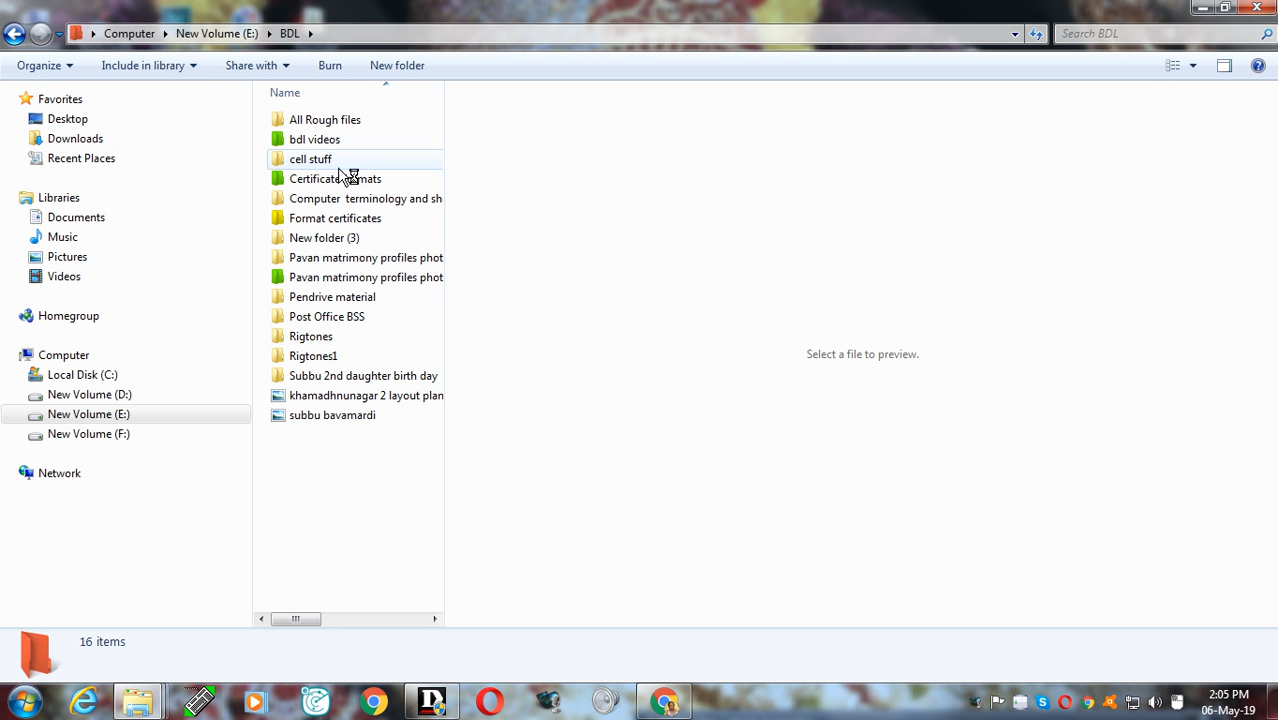 Computer
New Volume (E:)
BDL
Search BDL
Organize
Include in library
Share with
Burn
New folder
Favorites
Desktop
Downloads
Recent Places
Libraries
Documents
Music
Pictures
Videos
Homegroup
Computer
Local Disk (C:)
New Volume (D:)
New Volume (E:)
New Volume (F:)
Network
Name
All Rough files
bdl videos
cell stuff
Certificate
Computer terminology and sh
Format certificates
New folder (3)
Pavan matrimony profiles phot
Pavan matrimony profiles phot
Pendrive material
Post Office BSS
Rigtones
Rigtones1
Subbu 2nd daughter birth day
khamadhnunagar 2 layout plan
subbu bavamardi
Select a file to preview.
16 items
2:05 PM
06-May-19